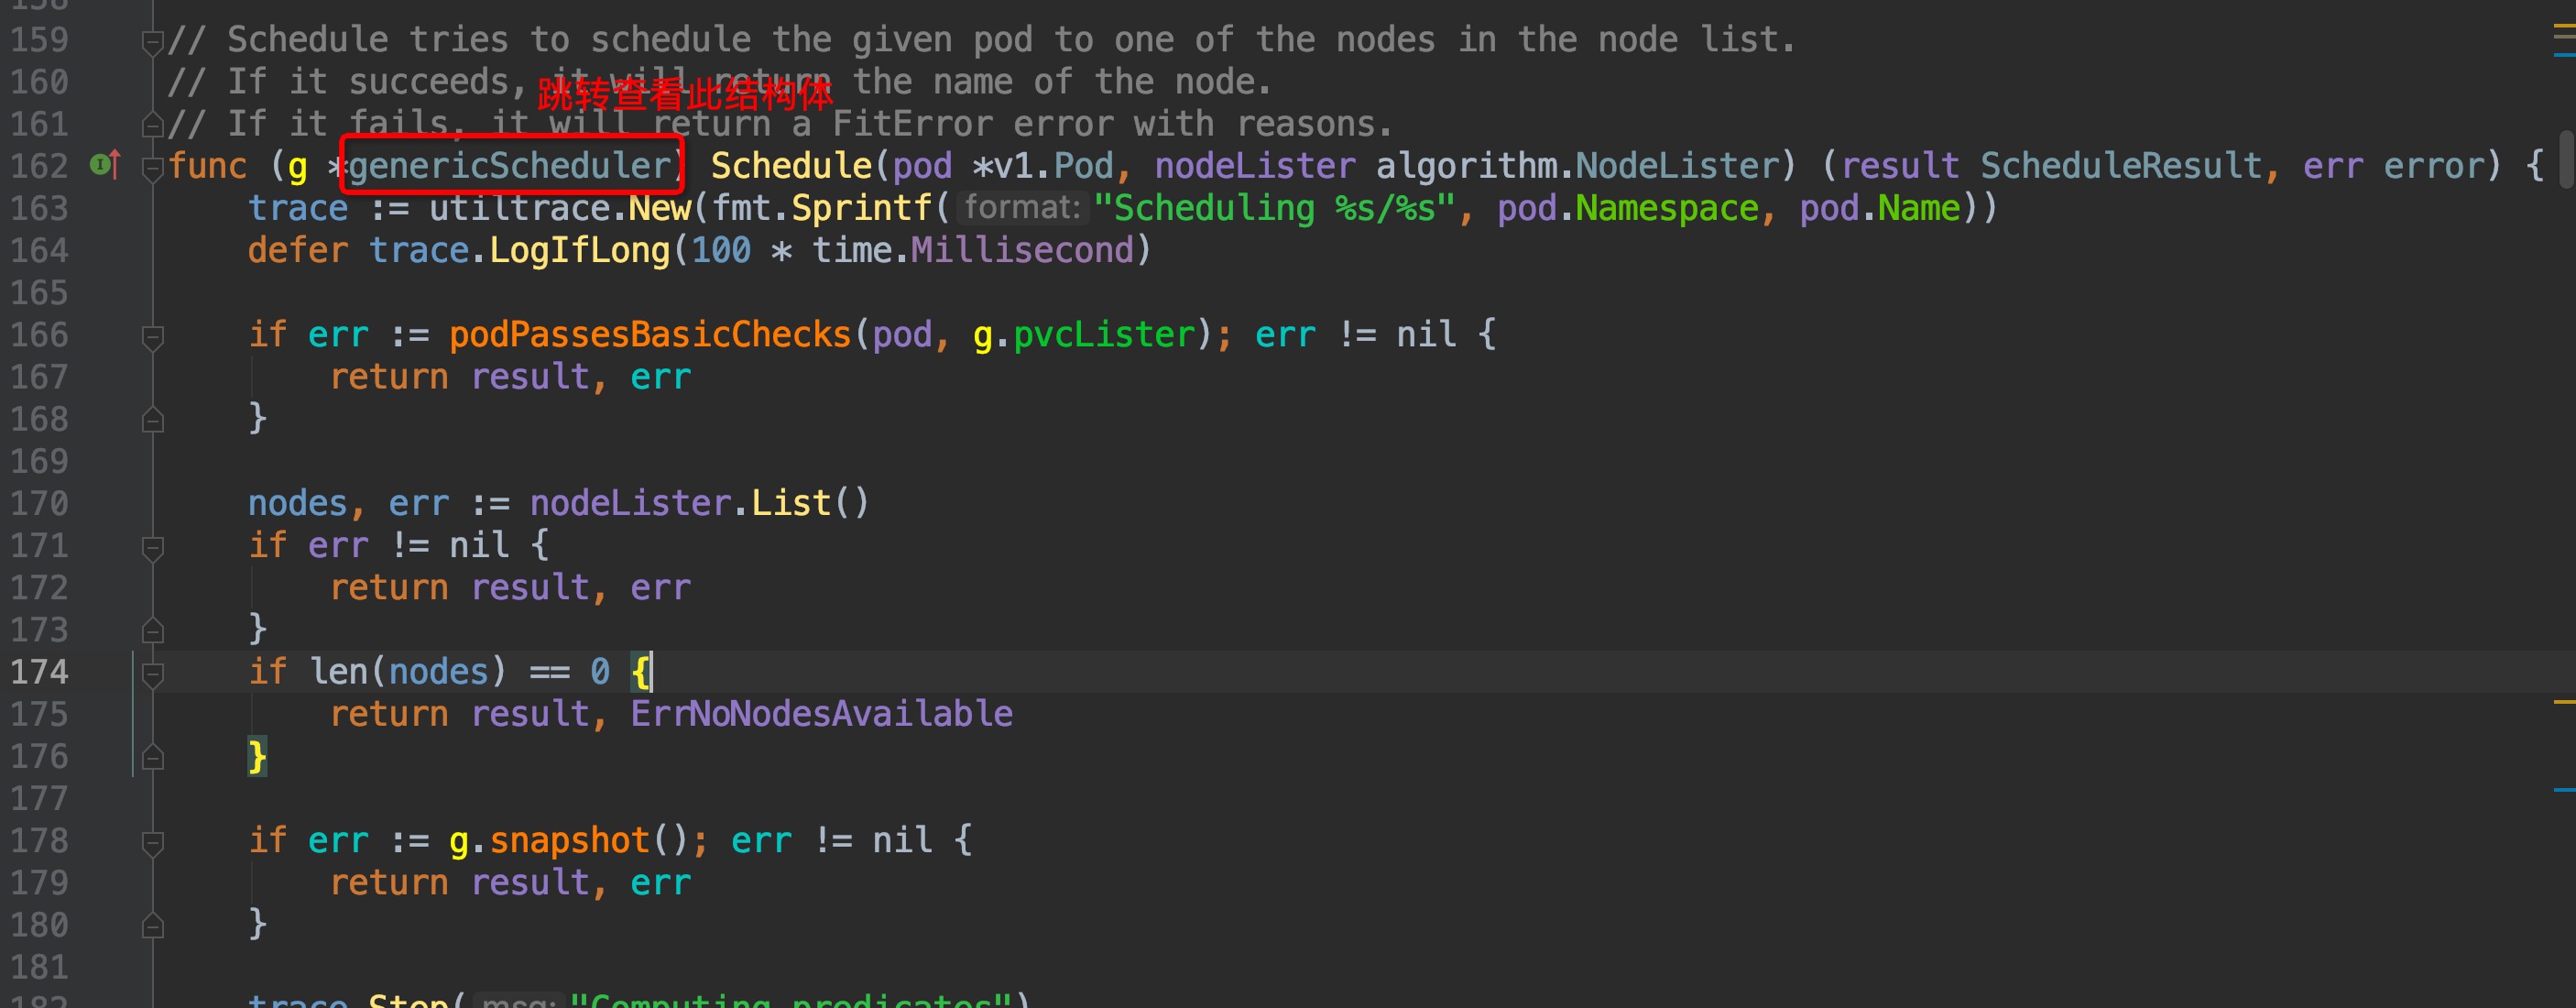 158
159 // Schedule tries to schedule the given pod to one of the nodes in the node list.
160 // If it succeeds, it will return the name of the node.
跳转查看此结构体
161 // If it fails, it will return a FitError error with reasons.
162 func (g *genericScheduler) Schedule(pod *v1.Pod, nodeLister algorithm.NodeLister) (result ScheduleResult, err error) {
163 trace := utiltrace.New(fmt.Sprintf( format: "Scheduling %s/%s", pod.Namespace, pod.Name))
164 defer trace.LogIfLong(100 * time.Millisecond)
165
166 if err := podPassesBasicChecks(pod, g.pvcLister); err != nil {
167 return result, err
168 }
169
170 nodes, err := nodeLister.List()
171 if err != nil {
172 return result, err
173 }
174 if len(nodes) == 0 {
175 return result, ErrNoNodesAvailable
176 }
177
178 if err := g.snapshot(); err != nil {
179 return result, err
180 }
181
182 trace.Step( msg: "Computing predicates")